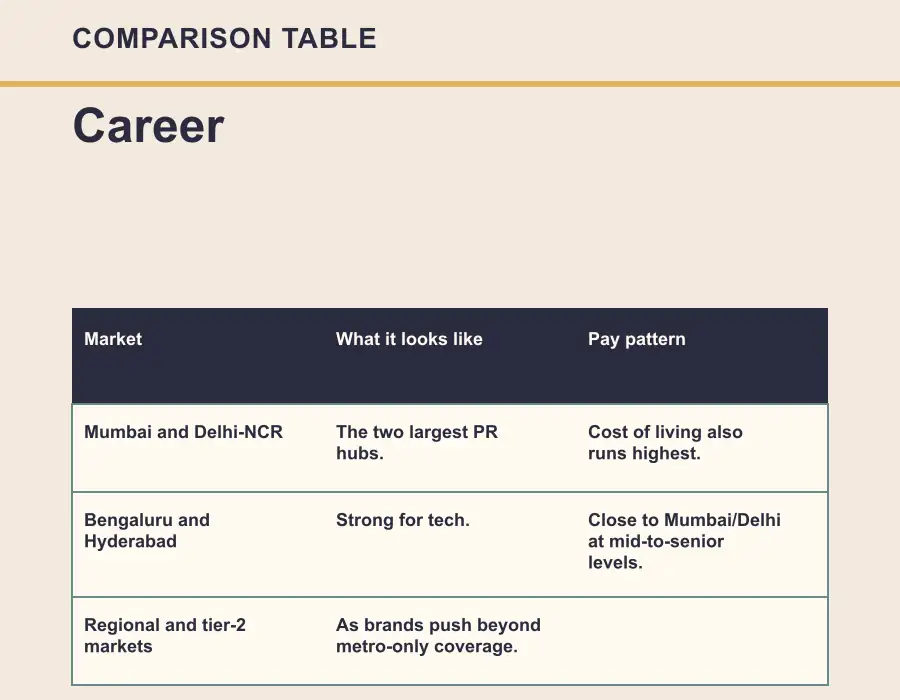 COMPARISON TABLE
Career
Market
What it looks like
Pay pattern
Mumbai and Delhi-NCR
The two largest PR
hubs.
Cost of living also
runs highest.
Bengaluru and
Hyderabad
Strong for tech.
Close to Mumbai/Delhi
at mid-to-senior
levels.
Regional and tier-2
markets
As brands push beyond
metro-only coverage.